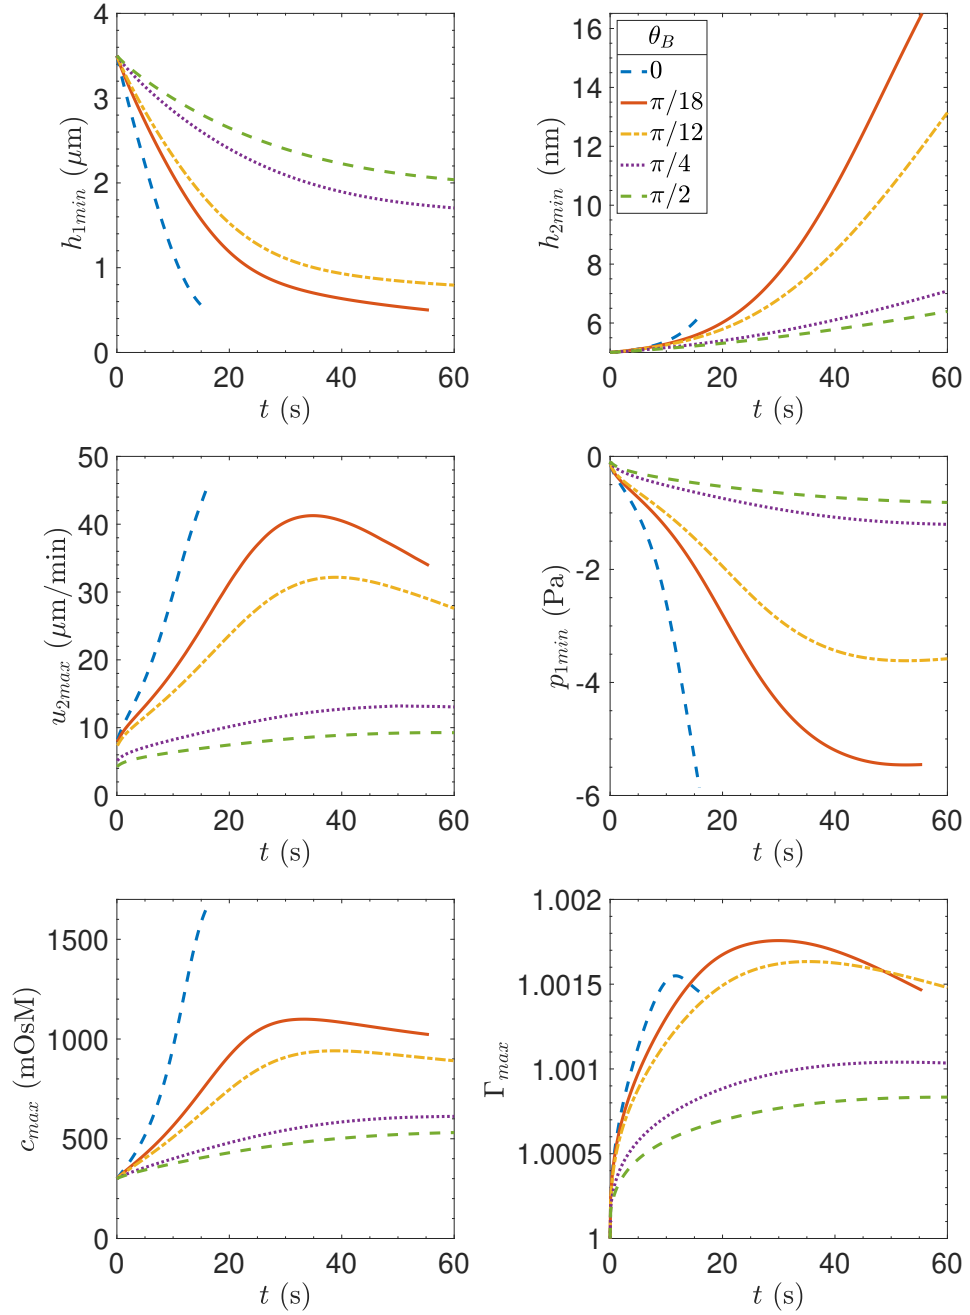 4
3
2
1
0
h1min (μm)
0 20 40 60
t (s)
16
14
12
10
8
6
h2min (nm)
0 20 40 60
t (s)
θB
0
π/18
π/12
π/4
π/2
50
40
30
20
10
0
u2max (μm/min)
0 20 40 60
t (s)
0
-2
-4
-6
p1min (Pa)
0 20 40 60
t (s)
1500
1000
500
0
cmax (mOsM)
0 20 40 60
t (s)
1.002
1.0015
1.001
1.0005
1
Γmax
0 20 40 60
t (s)